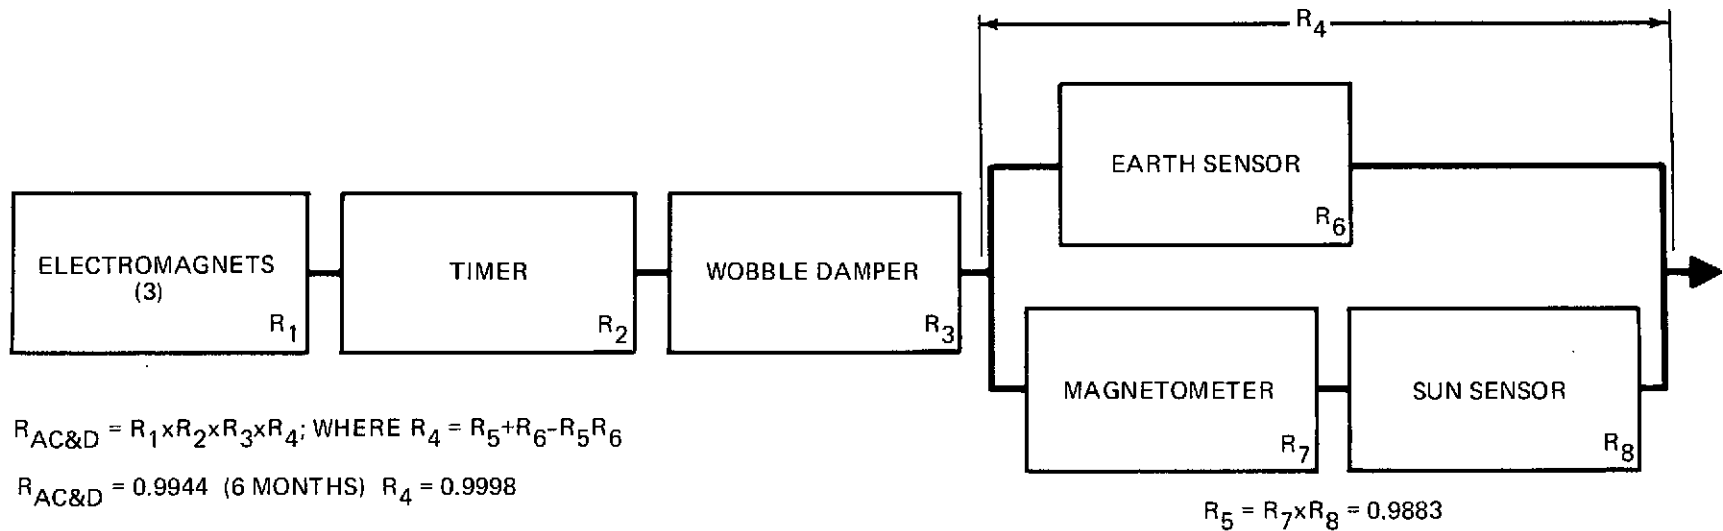 R4
EARTH SENSOR
R6
ELECTROMAGNETS
(3)
R1
TIMER
R2
WOBBLE DAMPER
R3
MAGNETOMETER
R7
SUN SENSOR
R8
RAC&D = R1xR2xR3xR4; WHERE R4 = R5+R6-R5R6
RAC&D = 0.9944 (6 MONTHS) R4 = 0.9998
R5 = R7xR8 = 0.9883